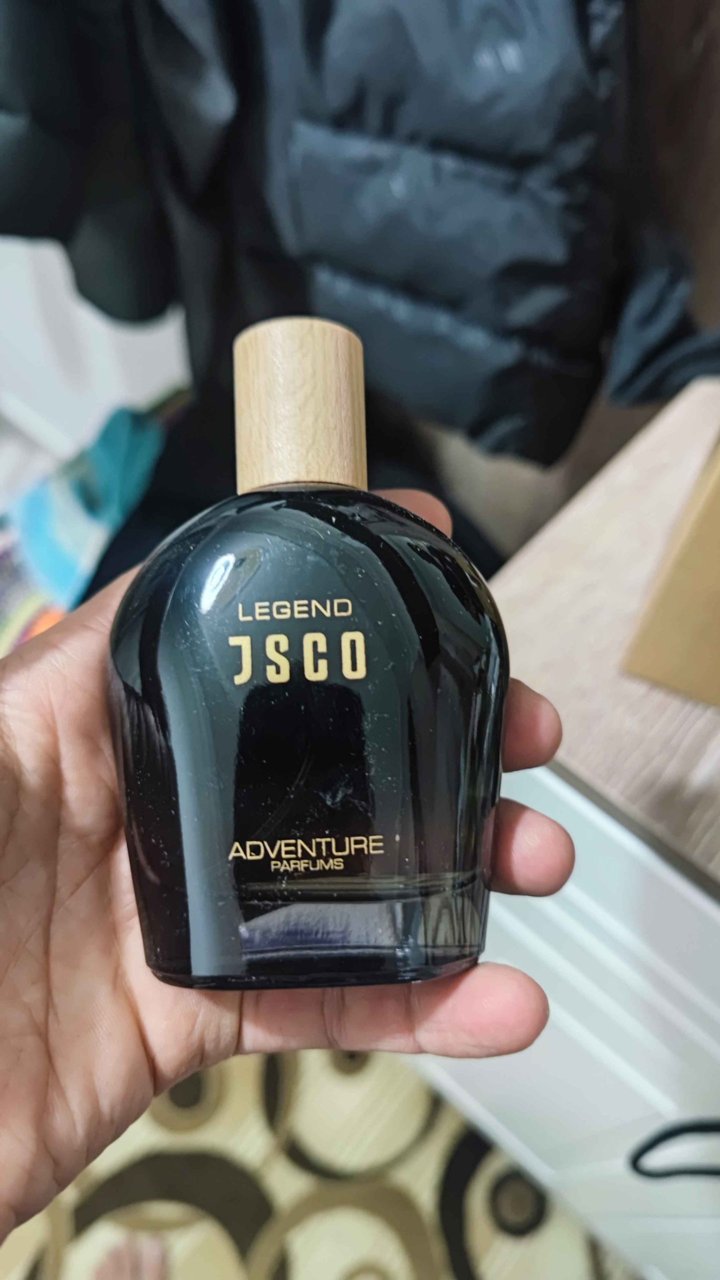 LEGEND
JSCO
ADVENTURE
PARFUMS